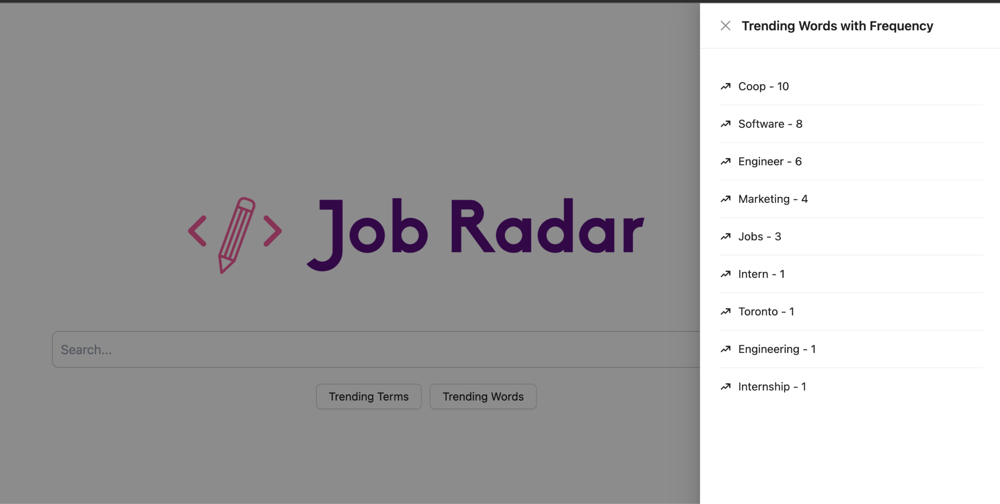 Job Radar
Search...
Trending Terms
Trending Words
Trending Words with Frequency
Coop - 10
Software - 8
Engineer - 6
Marketing - 4
Jobs - 3
Intern - 1
Toronto - 1
Engineering - 1
Internship - 1